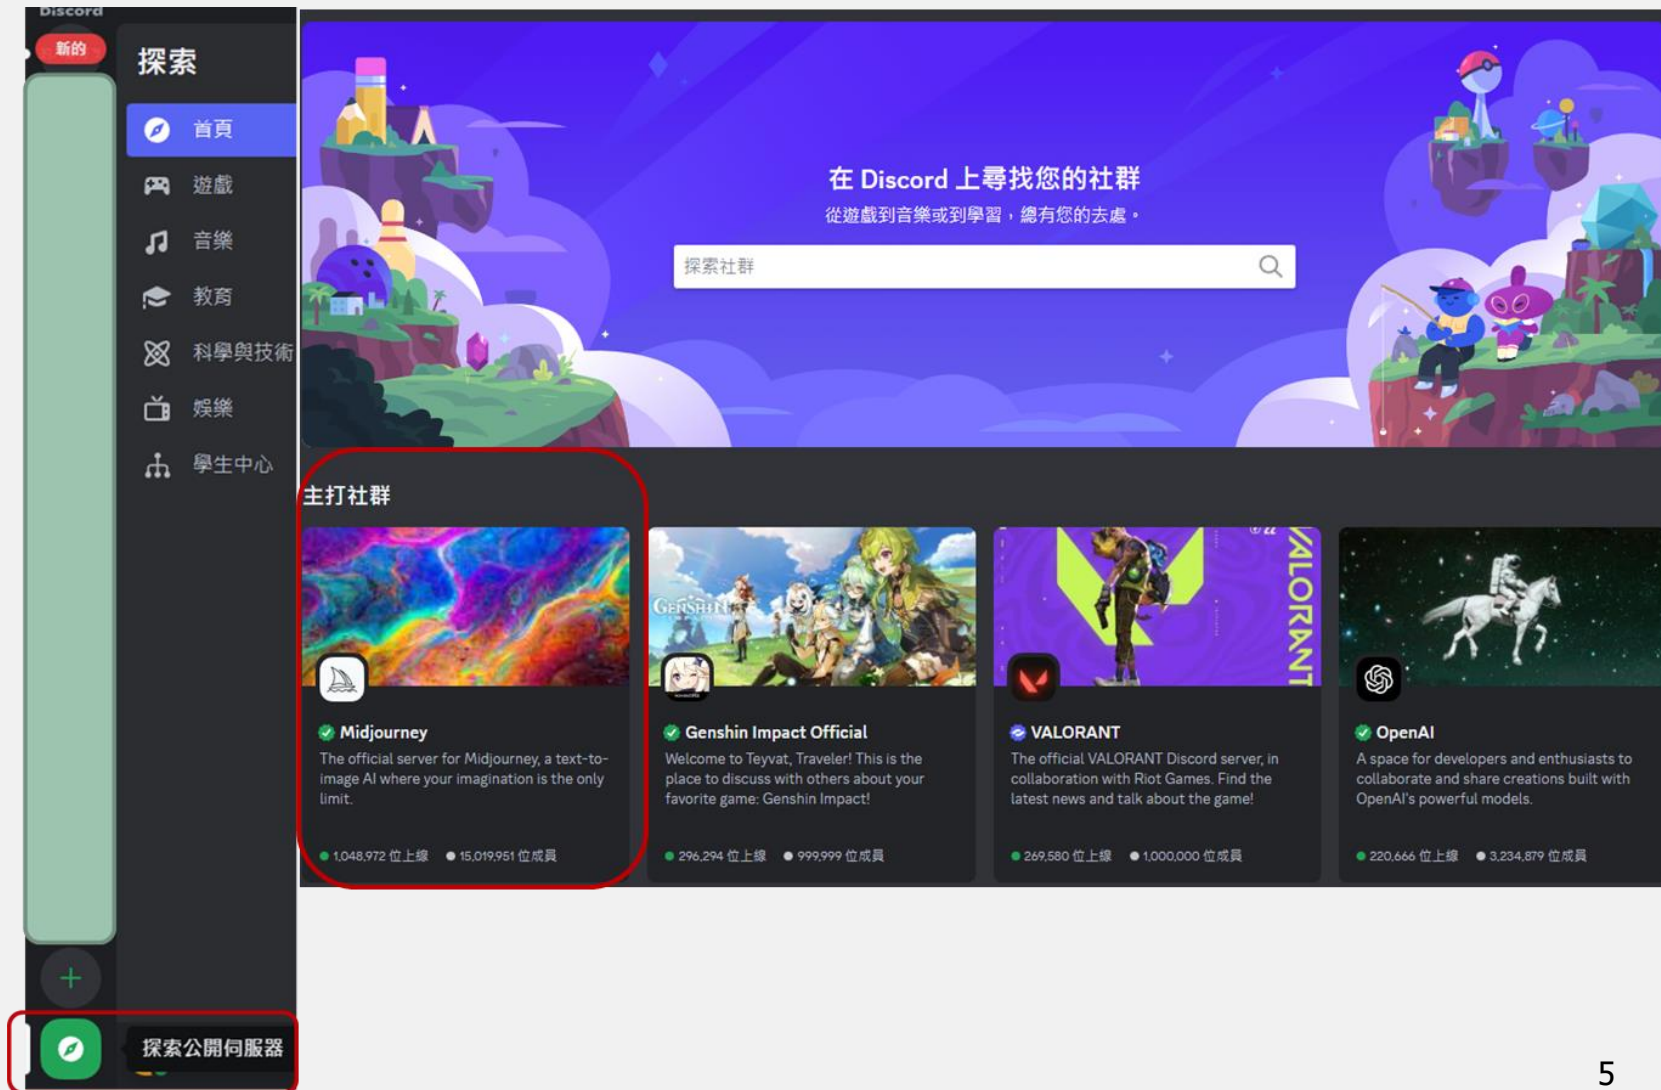 Discord
新的
探索
首頁
遊戲
音樂
教育
科學與技術
娛樂
學生中心
探索公開伺服器
在 Discord 上尋找您的社群
從遊戲到音樂或到學習，總有您的去處。
探索社群
主打社群
Midjourney
The official server for Midjourney, a text-to-
image AI where your imagination is the only
limit.
1,048,972 位上線 15,019,951 位成員
GENSHIN
Genshin Impact Official
Welcome to Teyvat, Traveler! This is the
place to discuss with others about your
favorite game: Genshin Impact!
296,294 位上線 999,999 位成員
VALORANT
VALORANT
The official VALORANT Discord server, in
collaboration with Riot Games. Find the
latest news and talk about the game!
269,580 位上線 1,000,000 位成員
OpenAI
A space for developers and enthusiasts to
collaborate and share creations built with
OpenAI's powerful models.
220,666 位上線 3,234,879 位成員
5